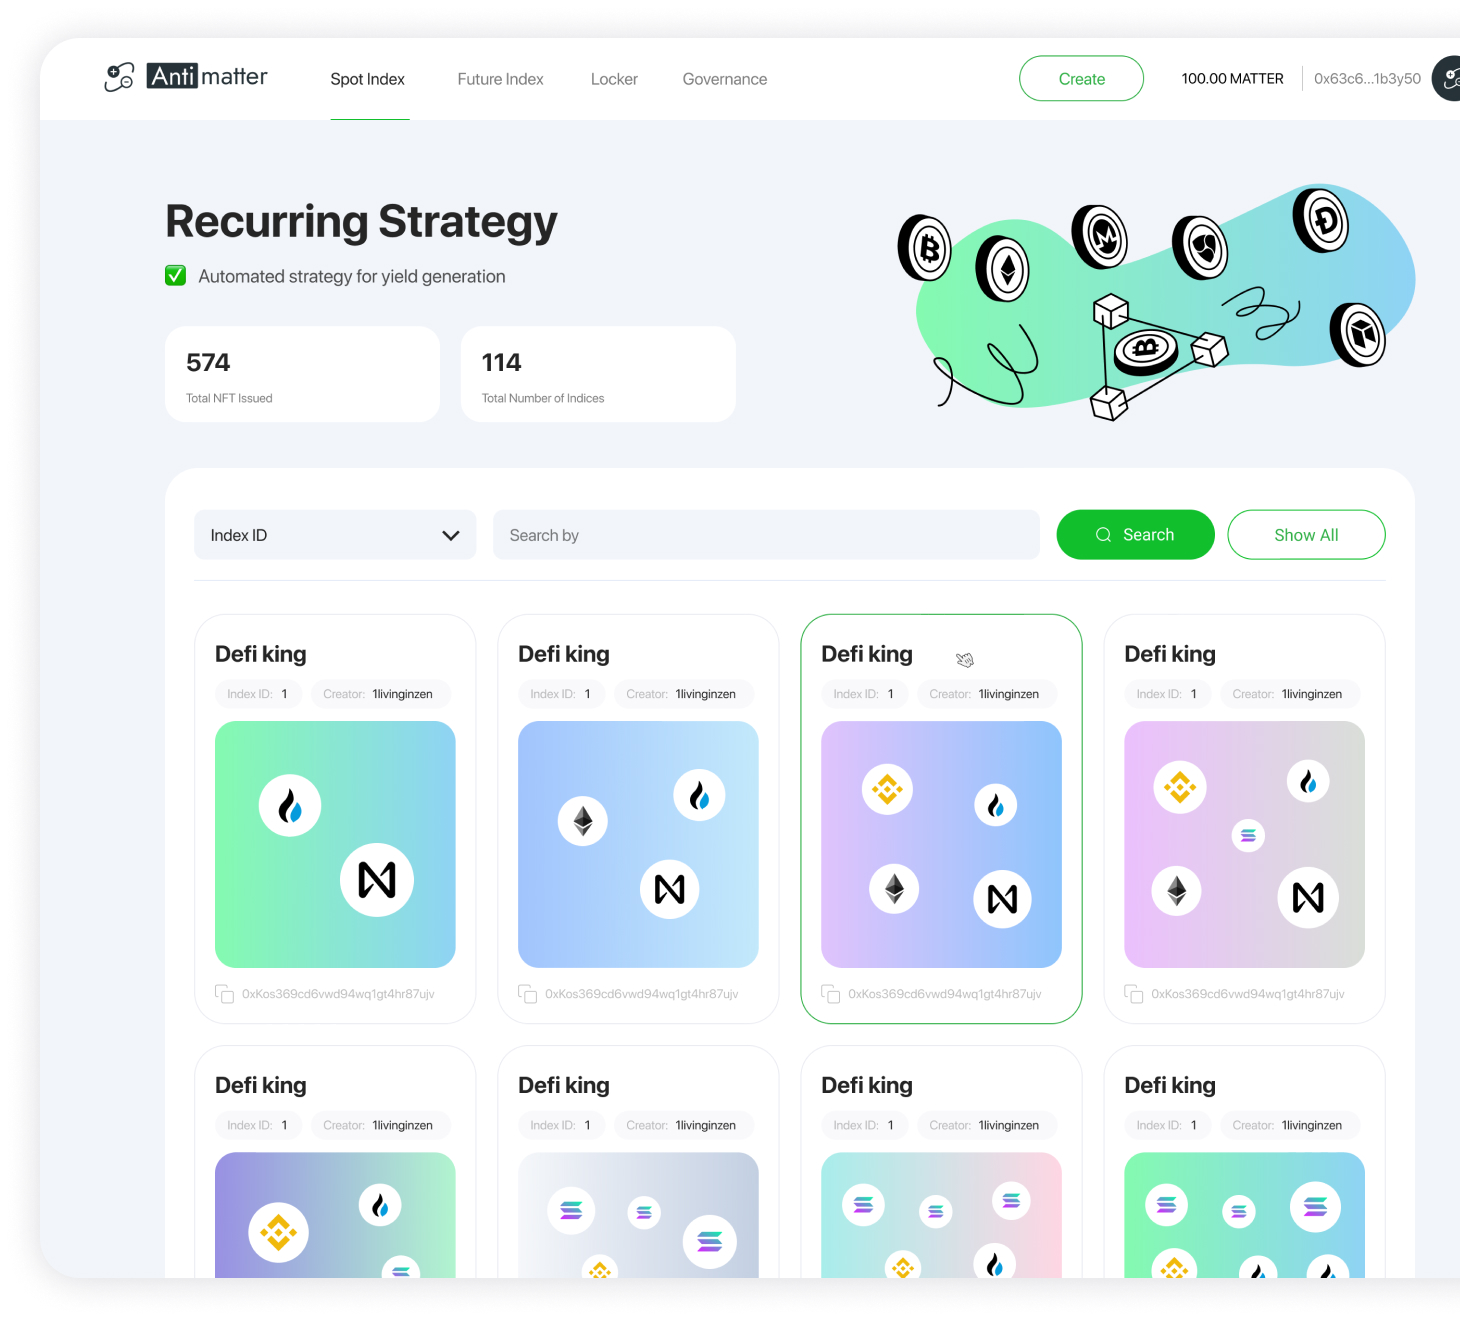 Anti matter
Spot Index
Future Index
Locker
Governance
Create
100.00 MATTER
0x63c6...1b3y50
Recurring Strategy
✅ Automated strategy for yield generation
574
Total NFT Issued
114
Total Number of Indices
Index ID
Search by
Search
Show All
Defi king
Index ID: 1
Creator: 1livinginzen
0xKos369cd6vwd94wq1gt4hr87ujv
Defi king
Index ID: 1
Creator: 1livinginzen
0xKos369cd6vwd94wq1gt4hr87ujv
Defi king
Index ID: 1
Creator: 1livinginzen
0xKos369cd6vwd94wq1gt4hr87ujv
Defi king
Index ID: 1
Creator: 1livinginzen
0xKos369cd6vwd94wq1gt4hr87ujv
Defi king
Index ID: 1
Creator: 1livinginzen
Defi king
Index ID: 1
Creator: 1livinginzen
Defi king
Index ID: 1
Creator: 1livinginzen
Defi king
Index ID: 1
Creator: 1livinginzen